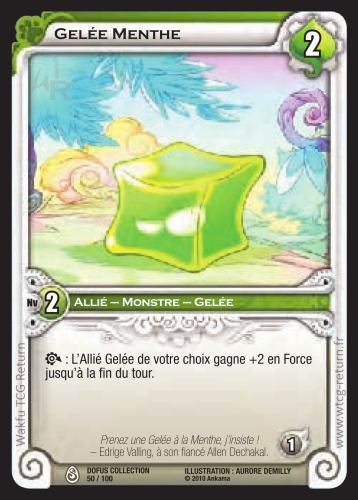 Gelée Menthe
2
Nv 2 Allié – Monstre – Gelée
: L'Allié Gelée de votre choix gagne +2 en Force
jusqu'à la fin du tour.
Prenez une Gelée à la Menthe, j'insiste !
– Edrige Valling, à son fiancé Allen Dechakal.
1
DOFUS COLLECTION
50 / 100
ILLUSTRATION : AURORE DEMILLY
© 2010 Ankama
Wakfu TCG Return
www.wtcg-return.fr